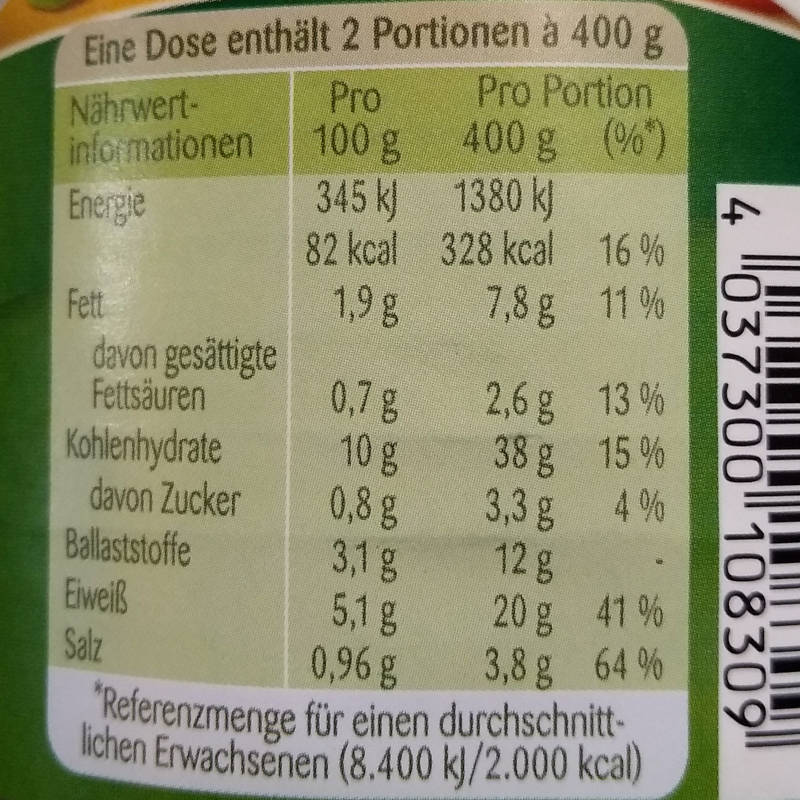 Eine Dose enthält 2 Portionen à 400 g
Nährwert- Pro Pro Portion
informationen 100 g 400 g (%*)
Energie 345 kJ 1380 kJ
82 kcal 328 kcal 16 %
Fett 1,9 g 7,8 g 11 %
davon gesättigte
Fettsäuren 0,7 g 2,6 g 13 %
Kohlenhydrate 10 g 38 g 15 %
davon Zucker 0,8 g 3,3 g 4 %
Ballaststoffe 3,1 g 12 g -
Eiweiß 5,1 g 20 g 41 %
Salz 0,96 g 3,8 g 64 %
*Referenzmenge für einen durchschnitt-
lichen Erwachsenen (8.400 kJ/2.000 kcal)
4 037300 108309